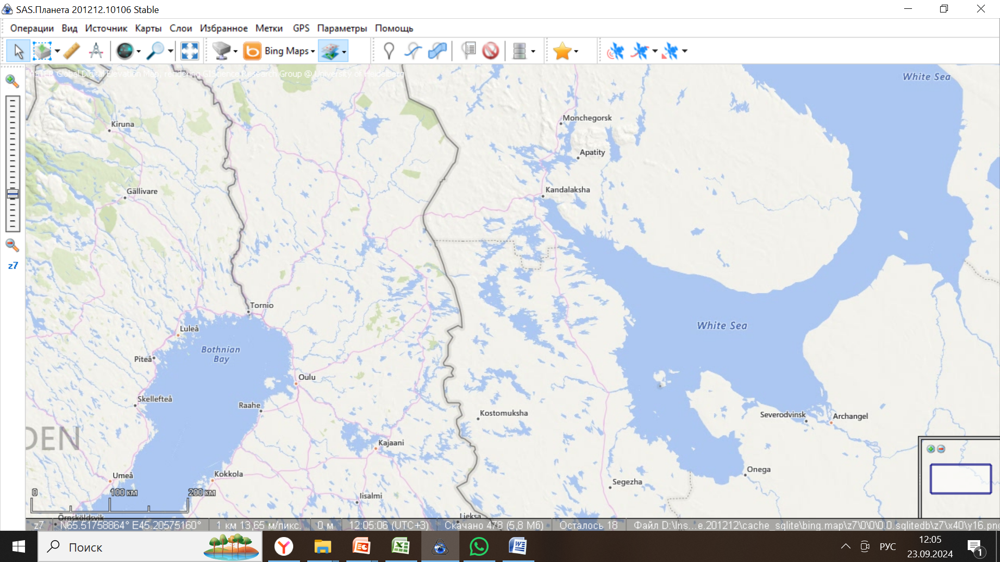 SAS.Планета 201212.10106 Stable
Операции Вид Источник Карты Слои Избранное Метки GPS Параметры Помощь
Bing Maps
ASTER Global Digital Elevation Map, rendering GIScience Research Group @ University of Heidelberg
White Sea
Monchegorsk
Kiruna
Apatity
Kandalaksha
Gällivare
z7
Tornio
Luleå
White Sea
Bothnian
Bay
Piteå
Oulu
Skellefteå
Raahe
Kostomuksha
Severodvinsk
Archangel
DEN
Kajaani
Onega
Umeå
Kokkola
Segezha
0 100 км 200 км
Iisalmi
Lieksa
Örnsköldsvik
z7 N65.51758864° E45.20575160° 1 км 13,65 м/пикс. 0 м 12:05:06 (UTC+3) Скачано 478 (5,8 Мб) Осталось 18 Файл D:\Ins...e.201212\cache_sqlite\bing.map\z7\0\0\0.0.sqlitedb\z7\x40\y16.png
Поиск
РУС
12:05
23.09.2024
1